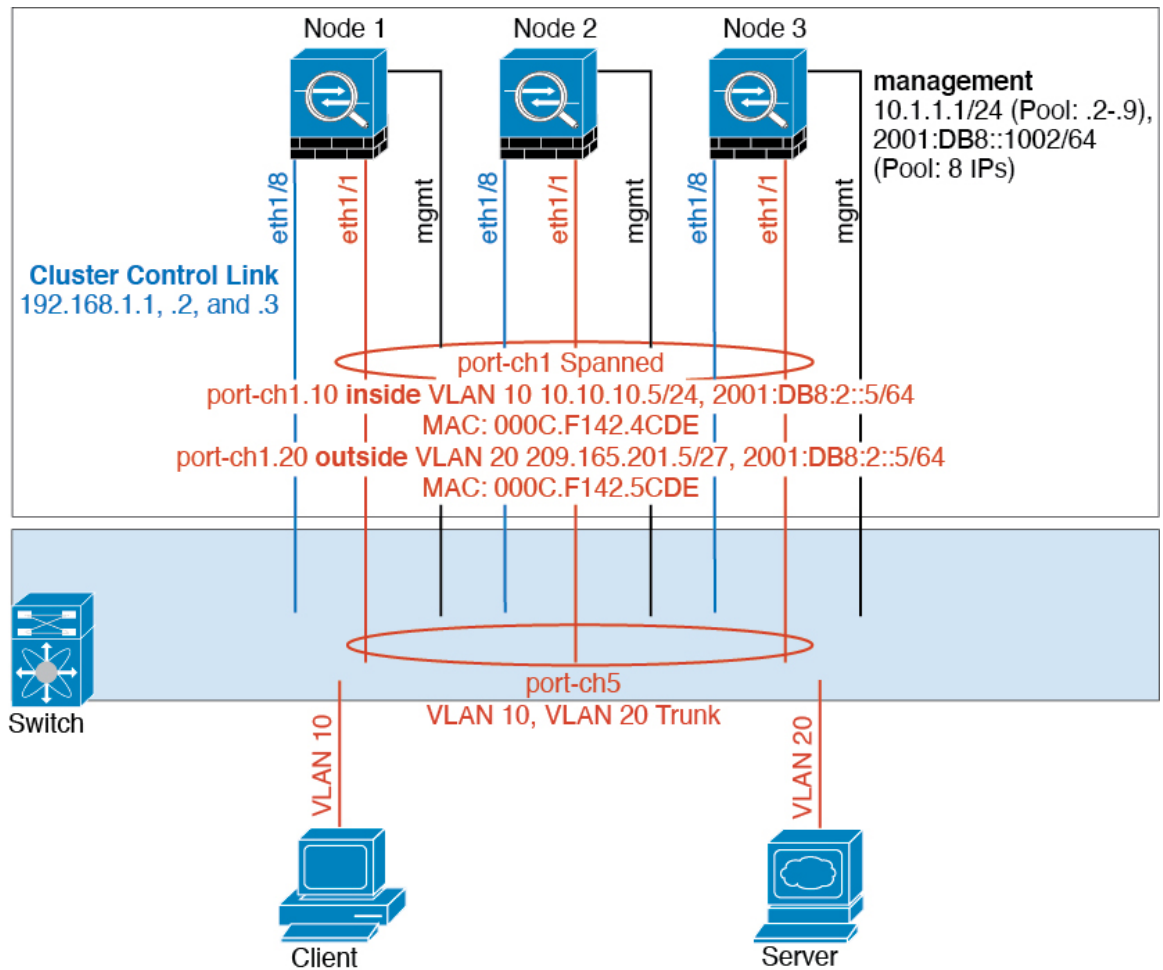 Node 1
Node 2
Node 3
management
10.1.1.1/24 (Pool: .2-.9),
2001:DB8::1002/64
(Pool: 8 IPs)
eth1/8
eth1/1
mgmt
eth1/8
eth1/1
mgmt
eth1/8
eth1/1
mgmt
Cluster Control Link
192.168.1.1, .2, and .3
port-ch1 Spanned
port-ch1.10 inside VLAN 10 10.10.10.5/24, 2001:DB8:2::5/64
MAC: 000C.F142.4CDE
port-ch1.20 outside VLAN 20 209.165.201.5/27, 2001:DB8:2::5/64
MAC: 000C.F142.5CDE
Switch
port-ch5
VLAN 10, VLAN 20 Trunk
VLAN 10
VLAN 20
Client
Server